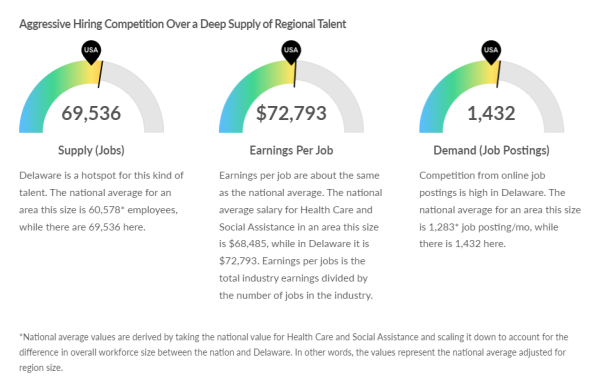 Aggressive Hiring Competition Over a Deep Supply of Regional Talent
USA
USA
USA
69,536
$72,793
1,432
Supply (Jobs)
Earnings Per Job
Demand (Job Postings)
Delaware is a hotspot for this kind of
talent. The national average for an
area this size is 60,578* employees,
while there are 69,536 here.
Earnings per job are about the same
as the national average. The national
average salary for Health Care and
Social Assistance in an area this size
is $68,485, while in Delaware it is
$72,793. Earnings per jobs is the
total industry earnings divided by
the number of jobs in the industry.
Competition from online job
postings is high in Delaware. The
national average for an area this size
is 1,283* job posting/mo, while
there is 1,432 here.
*National average values are derived by taking the national value for Health Care and Social Assistance and scaling it down to account for the
difference in overall workforce size between the nation and Delaware. In other words, the values represent the national average adjusted for
region size.